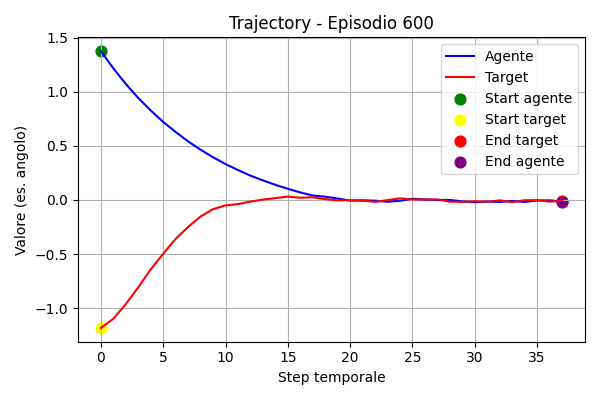 Trajectory - Episodio 600
Valore (es. angolo)
1.5
1.0
0.5
0.0
−0.5
−1.0
Agente
Target
Start agente
Start target
End target
End agente
0 5 10 15 20 25 30 35
Step temporale